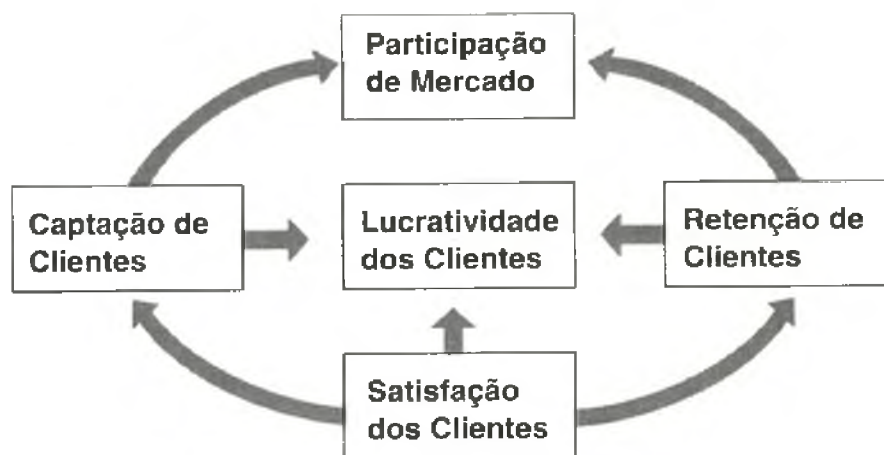 Participação
de Mercado
Captação de
Clientes
Lucratividade
dos Clientes
Retenção de
Clientes
Satisfação
dos Clientes